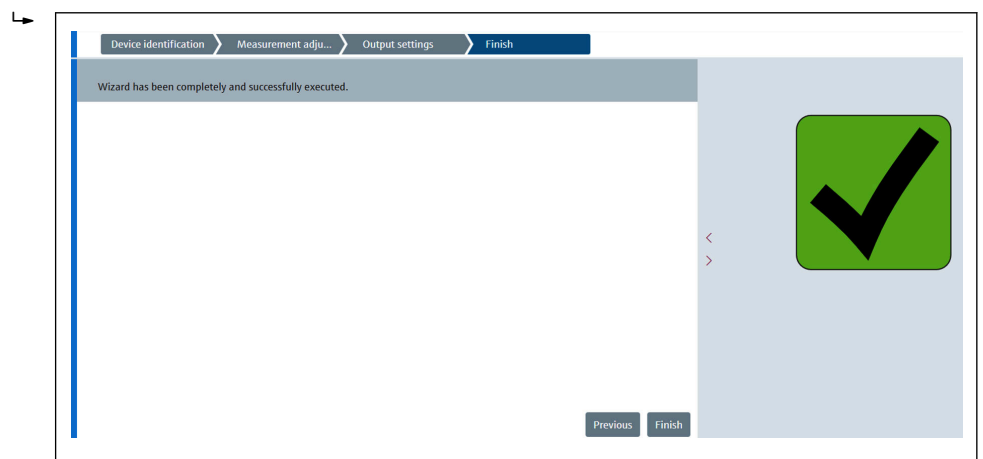 Device identification Measurement adju... Output settings Finish
Wizard has been completely and successfully executed.
<
>
Previous Finish